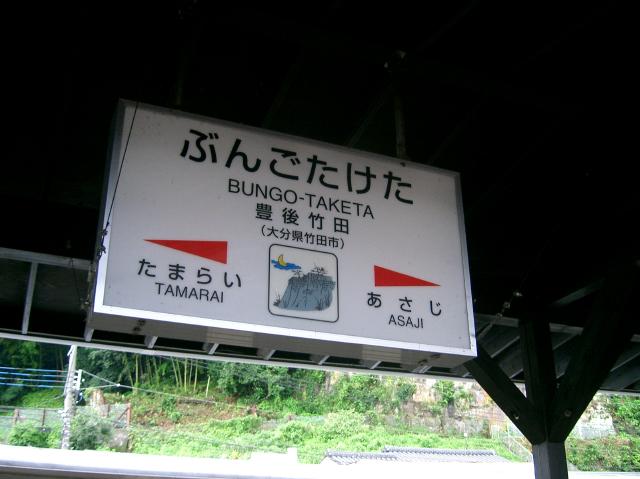 ぶんごたけた
BUNGO-TAKETA
豊後竹田
(大分県竹田市)
たまらい
TAMARAI
あさじ
ASAJI